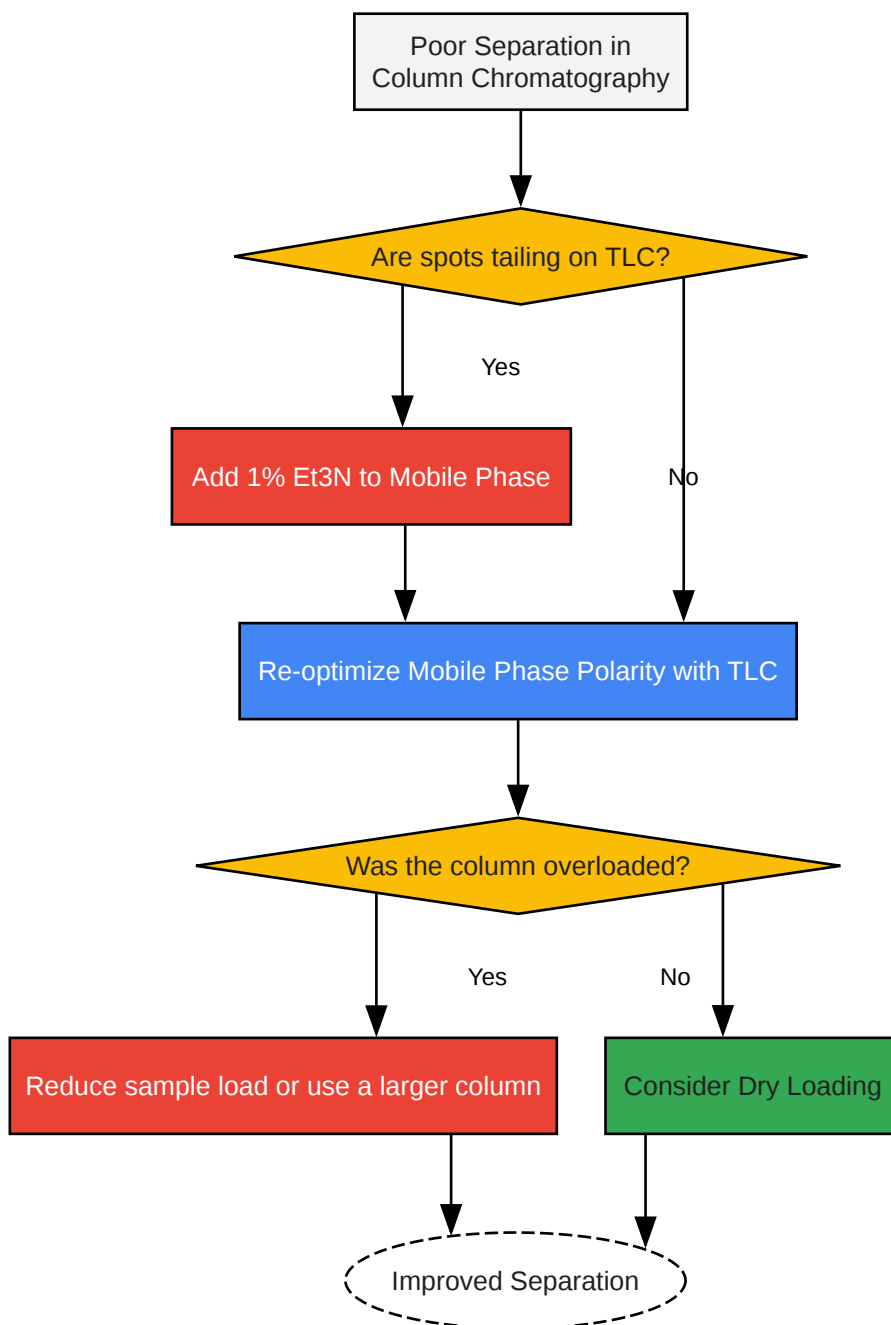 Poor Separation in
Column Chromatography
Are spots tailing on TLC?
Yes
Add 1% Et3N to Mobile Phase
No
Re-optimize Mobile Phase Polarity with TLC
Was the column overloaded?
Yes
No
Reduce sample load or use a larger column
Consider Dry Loading
Improved Separation